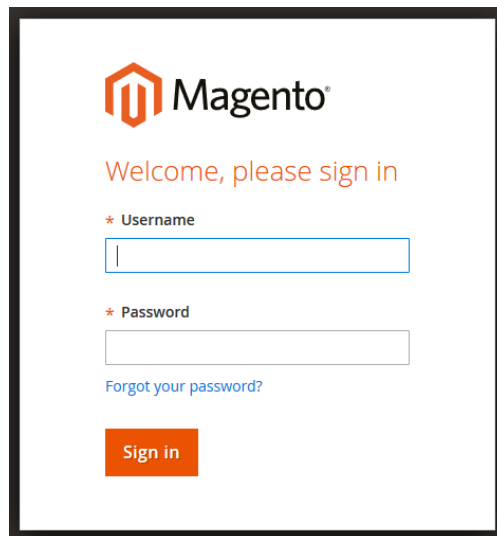 Magento®
Welcome, please sign in
* Username
* Password
Forgot your password?
Sign in